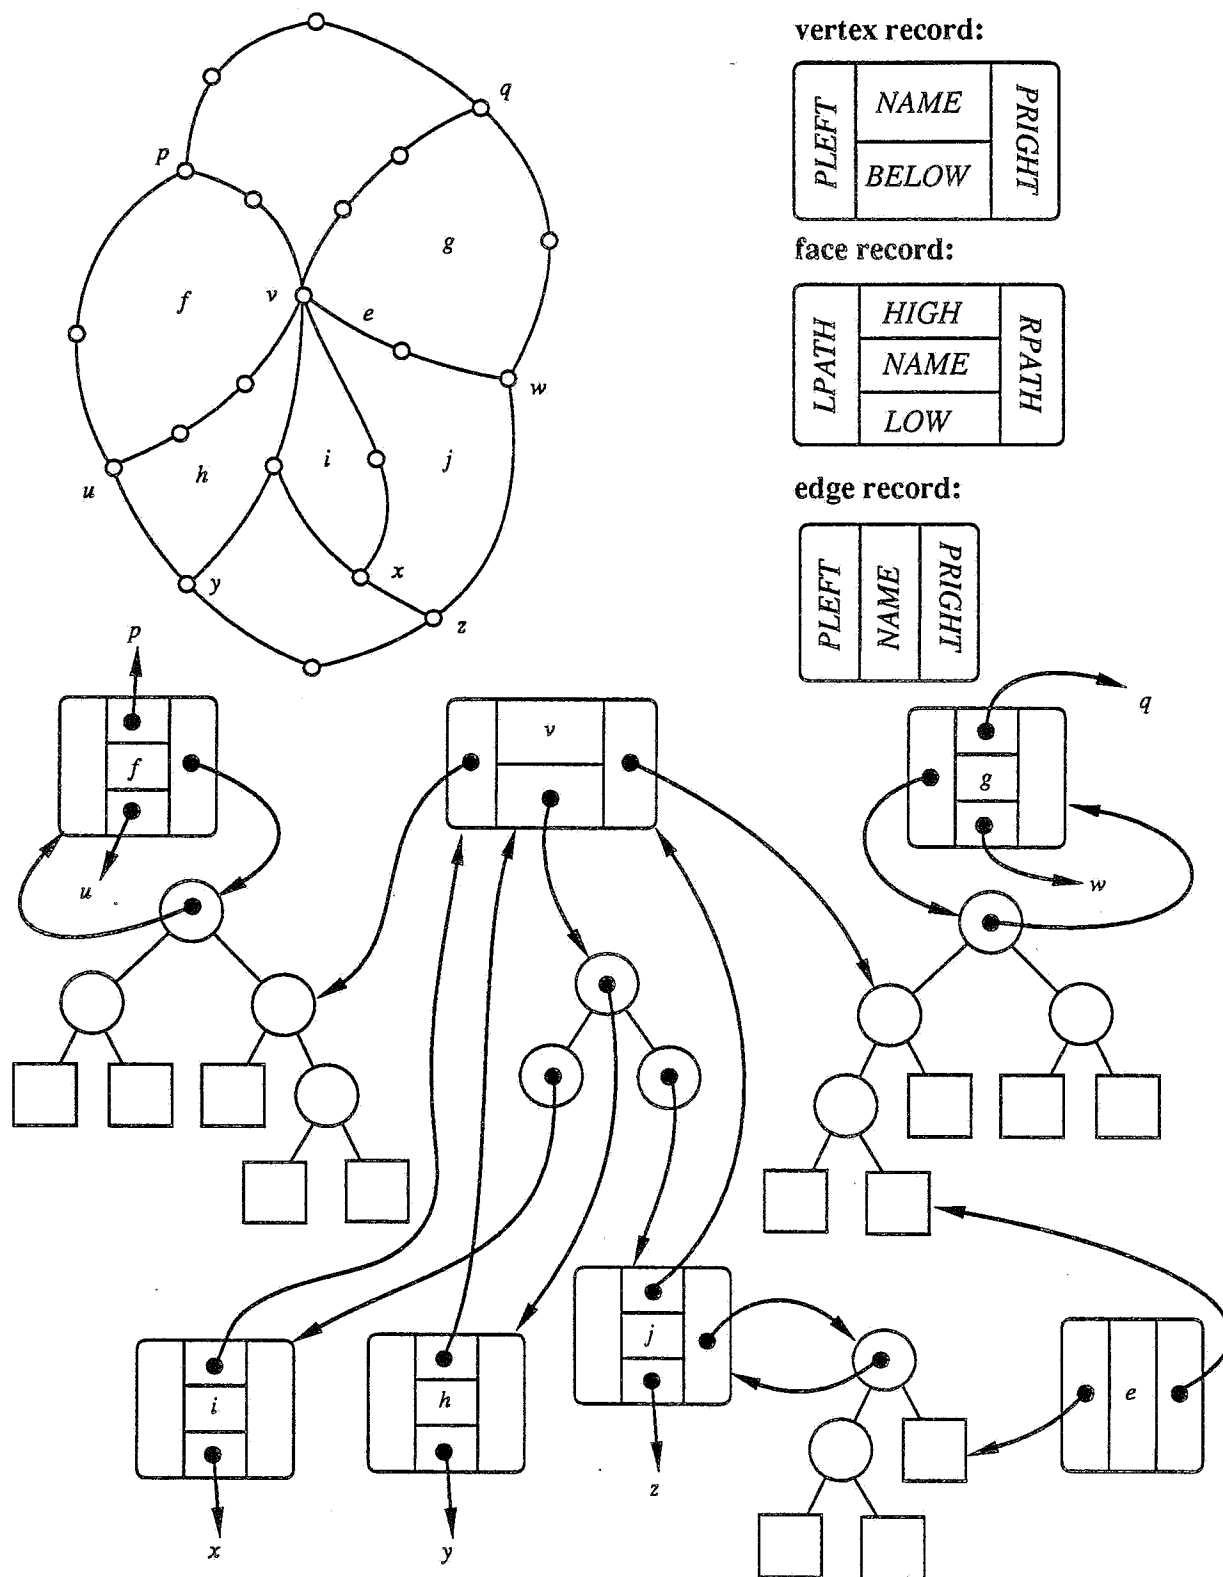 vertex record:
PLEFT
NAME
BELOW
PRIGHT
face record:
LPATH
HIGH
NAME
LOW
RPATH
edge record:
PLEFT
NAME
PRIGHT
q
p
g
f
v
e
w
i
j
h
u
y
x
z
p
f
u
v
q
g
w
i
h
j
e
x
y
z